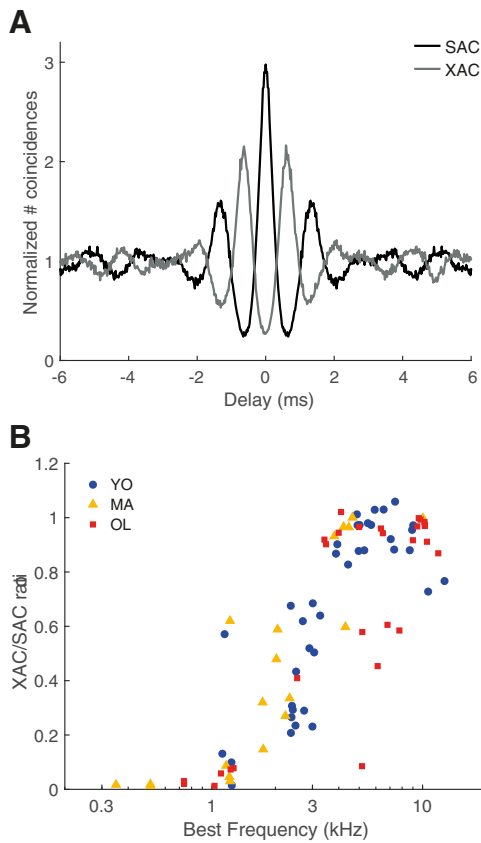 A
SAC
XAC
Normalized # coincidences
3
2
1
0
-6 -4 -2 0 2 4 6
Delay (ms)
B
YO
MA
OL
XAC/SAC ratio
1.2
1
0.8
0.6
0.4
0.2
0
0.3 1 3 10
Best Frequency (kHz)